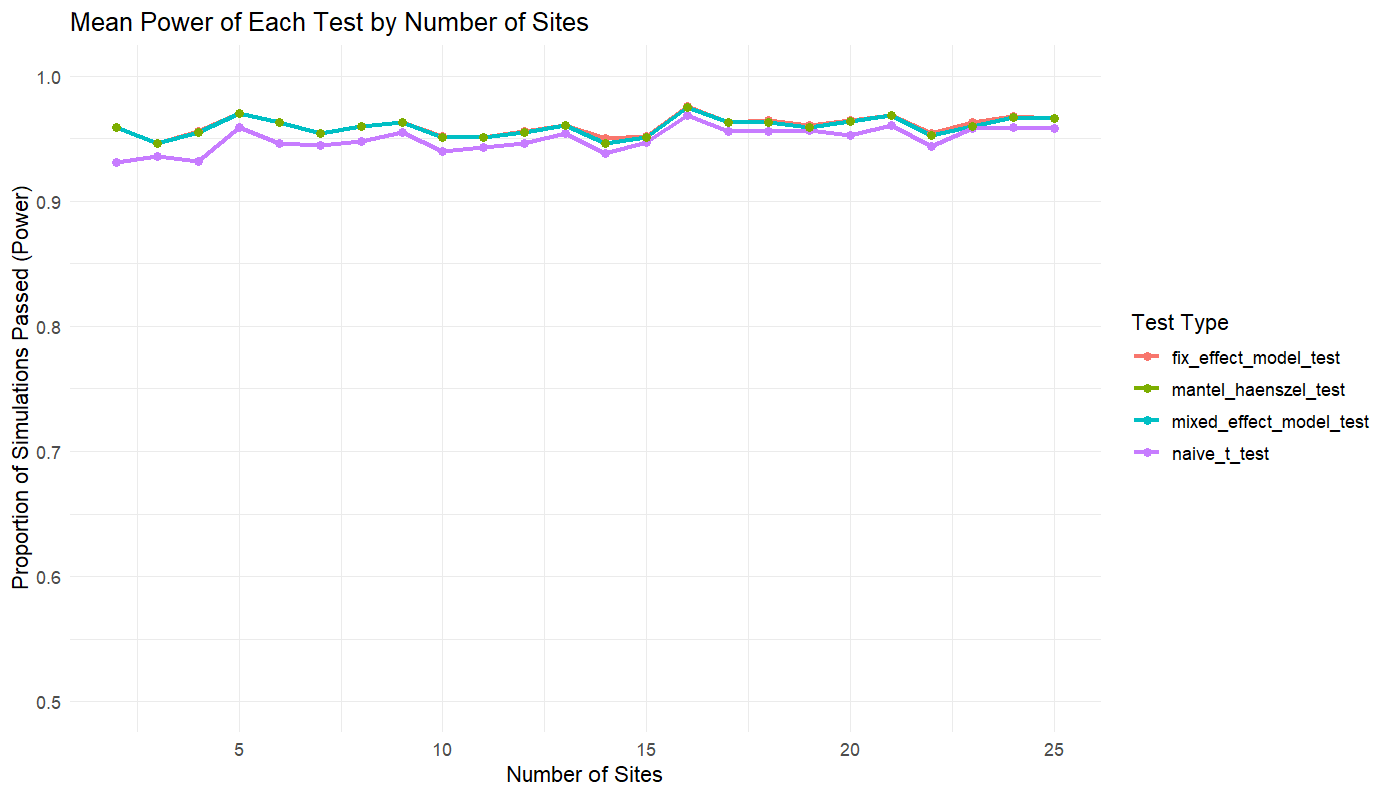 Mean Power of Each Test by Number of Sites
Proportion of Simulations Passed (Power)
1.0
0.9
0.8
0.7
0.6
0.5
5
10
15
20
25
Number of Sites
Test Type
fix_effect_model_test
mantel_haenszel_test
mixed_effect_model_test
naive_t_test